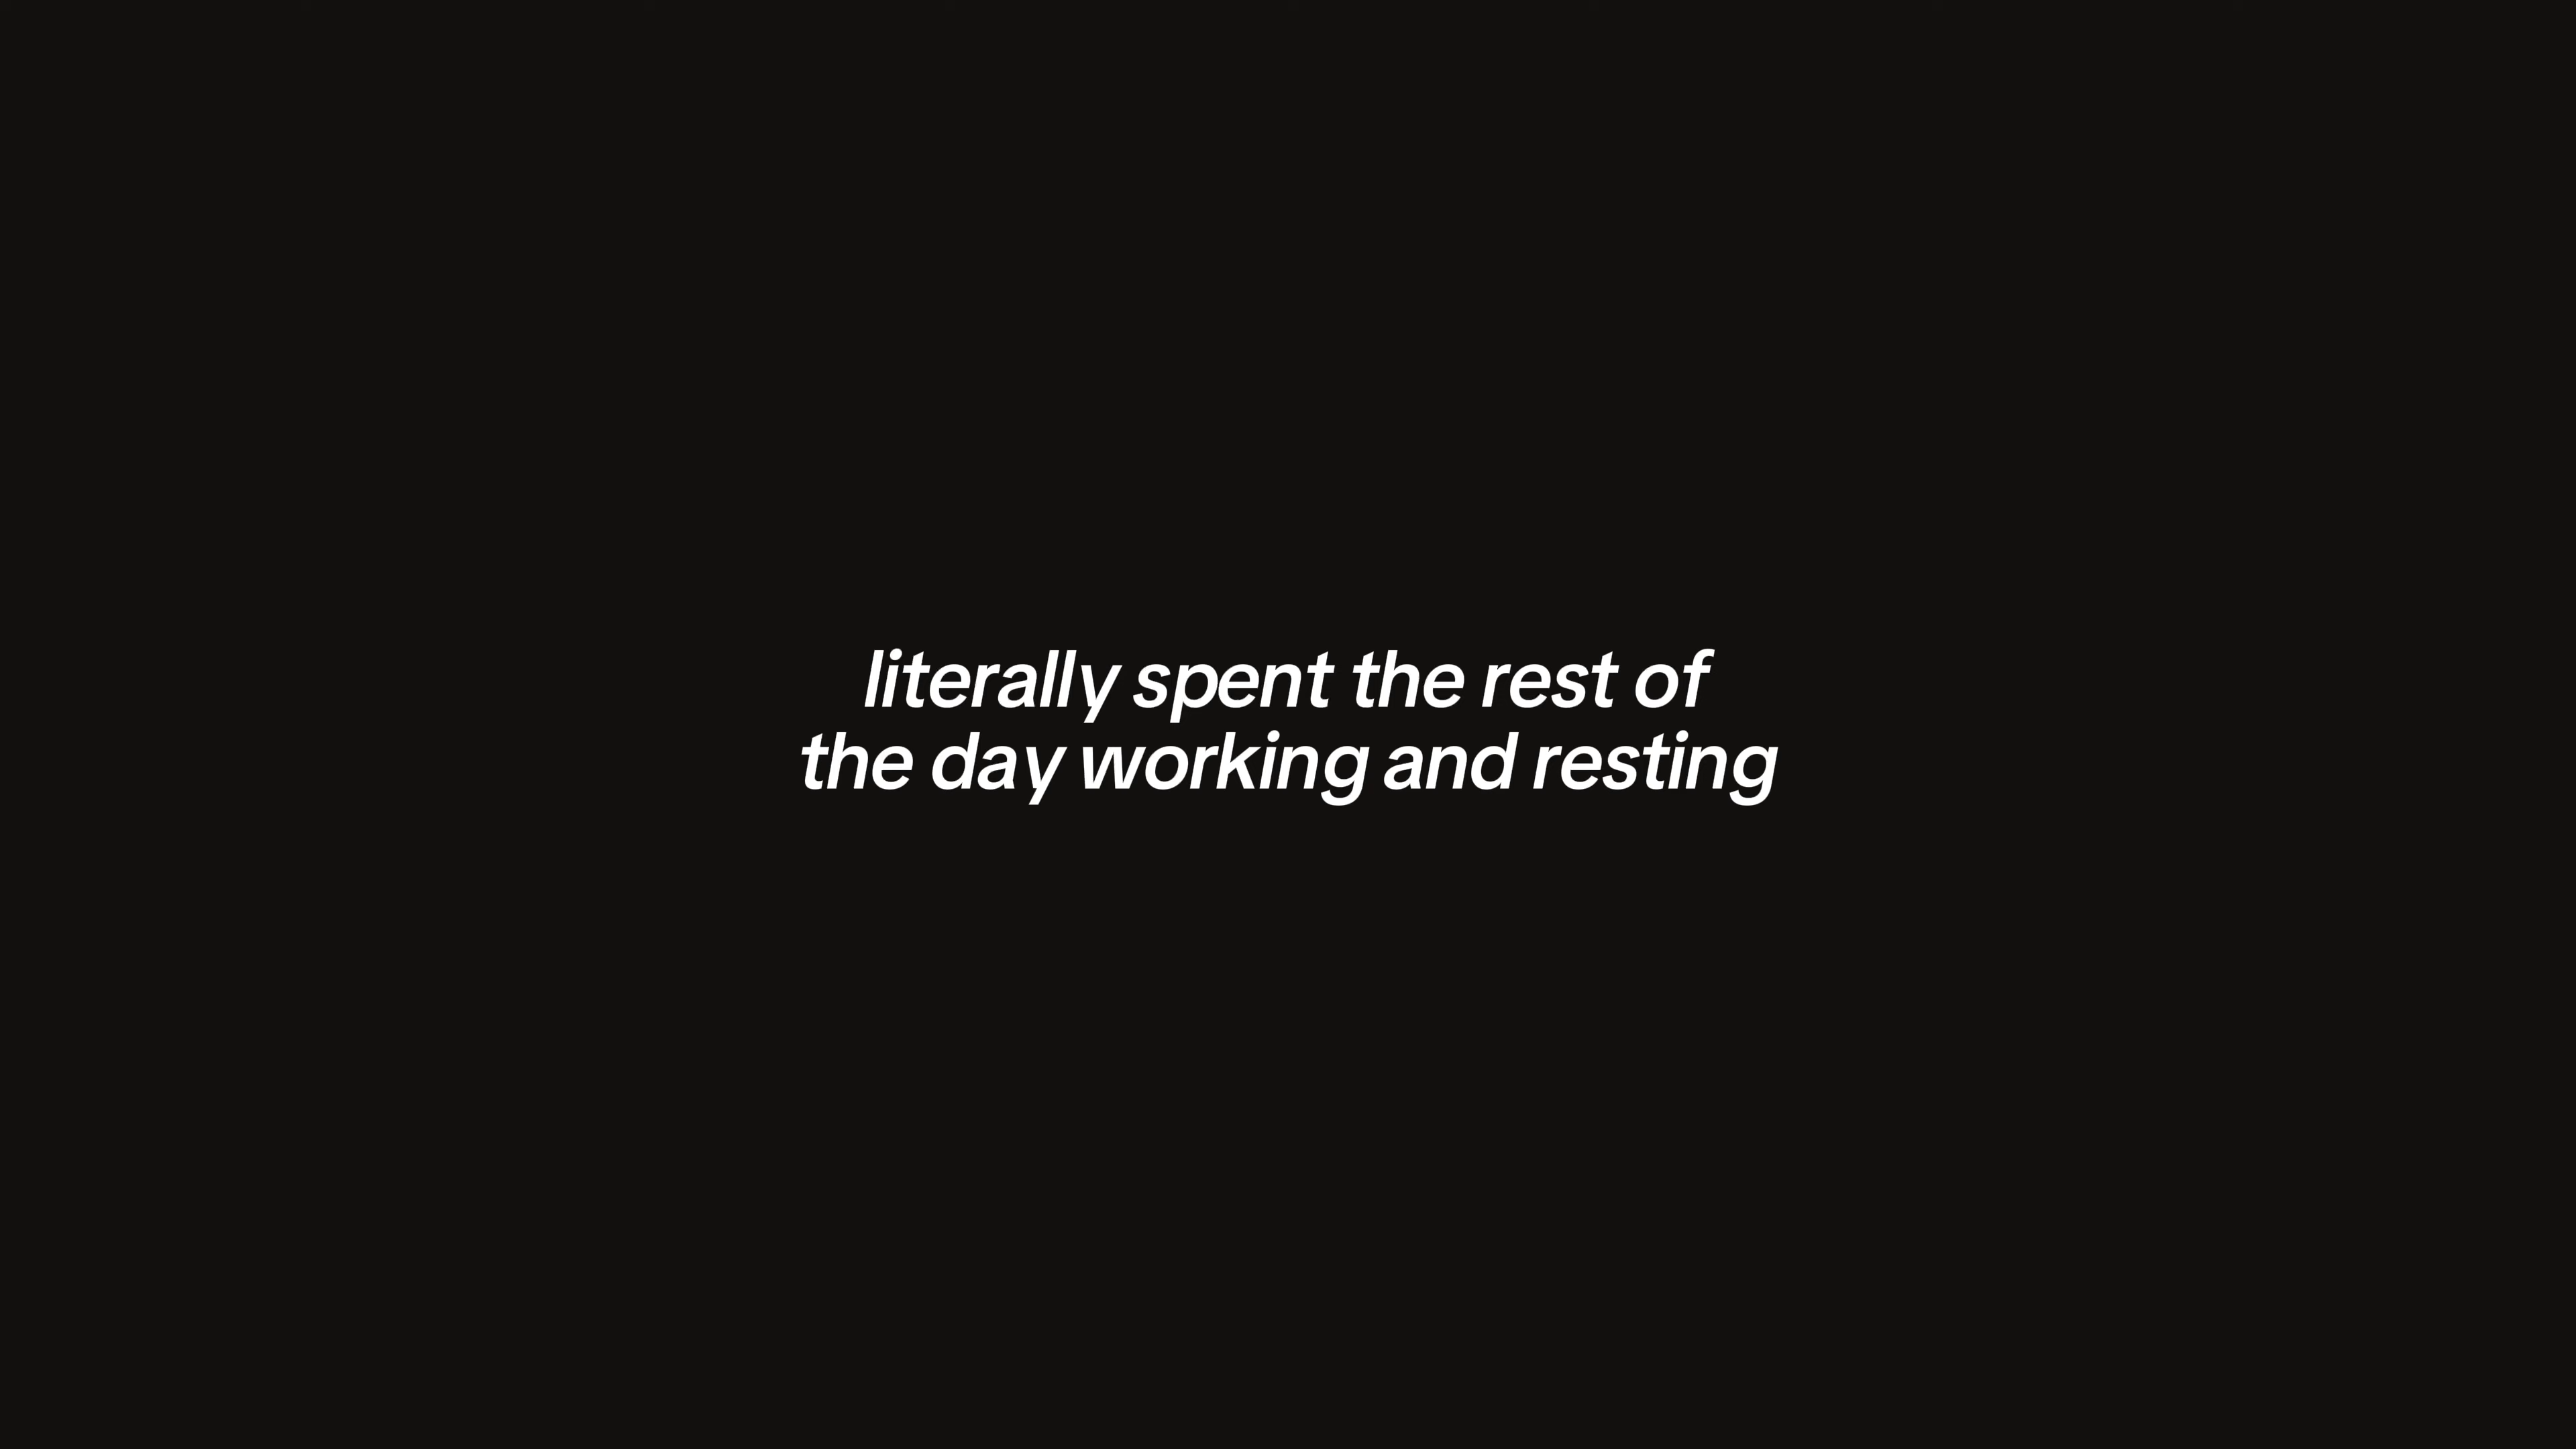 literally spent the rest of
the day working and resting